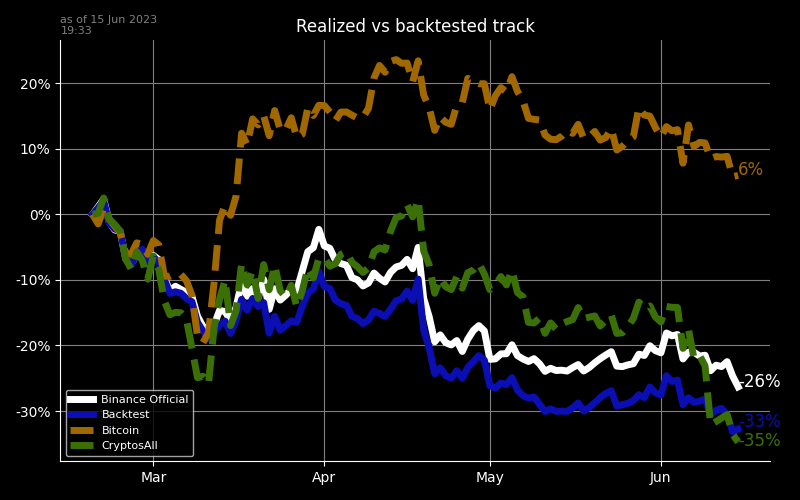 as of 15 Jun 2023
19:33
Realized vs backtested track
20%
10%
0%
-10%
-20%
-30%
6%
-26%
-33%
-35%
Binance Official
Backtest
Bitcoin
CryptosAll
Mar
Apr
May
Jun